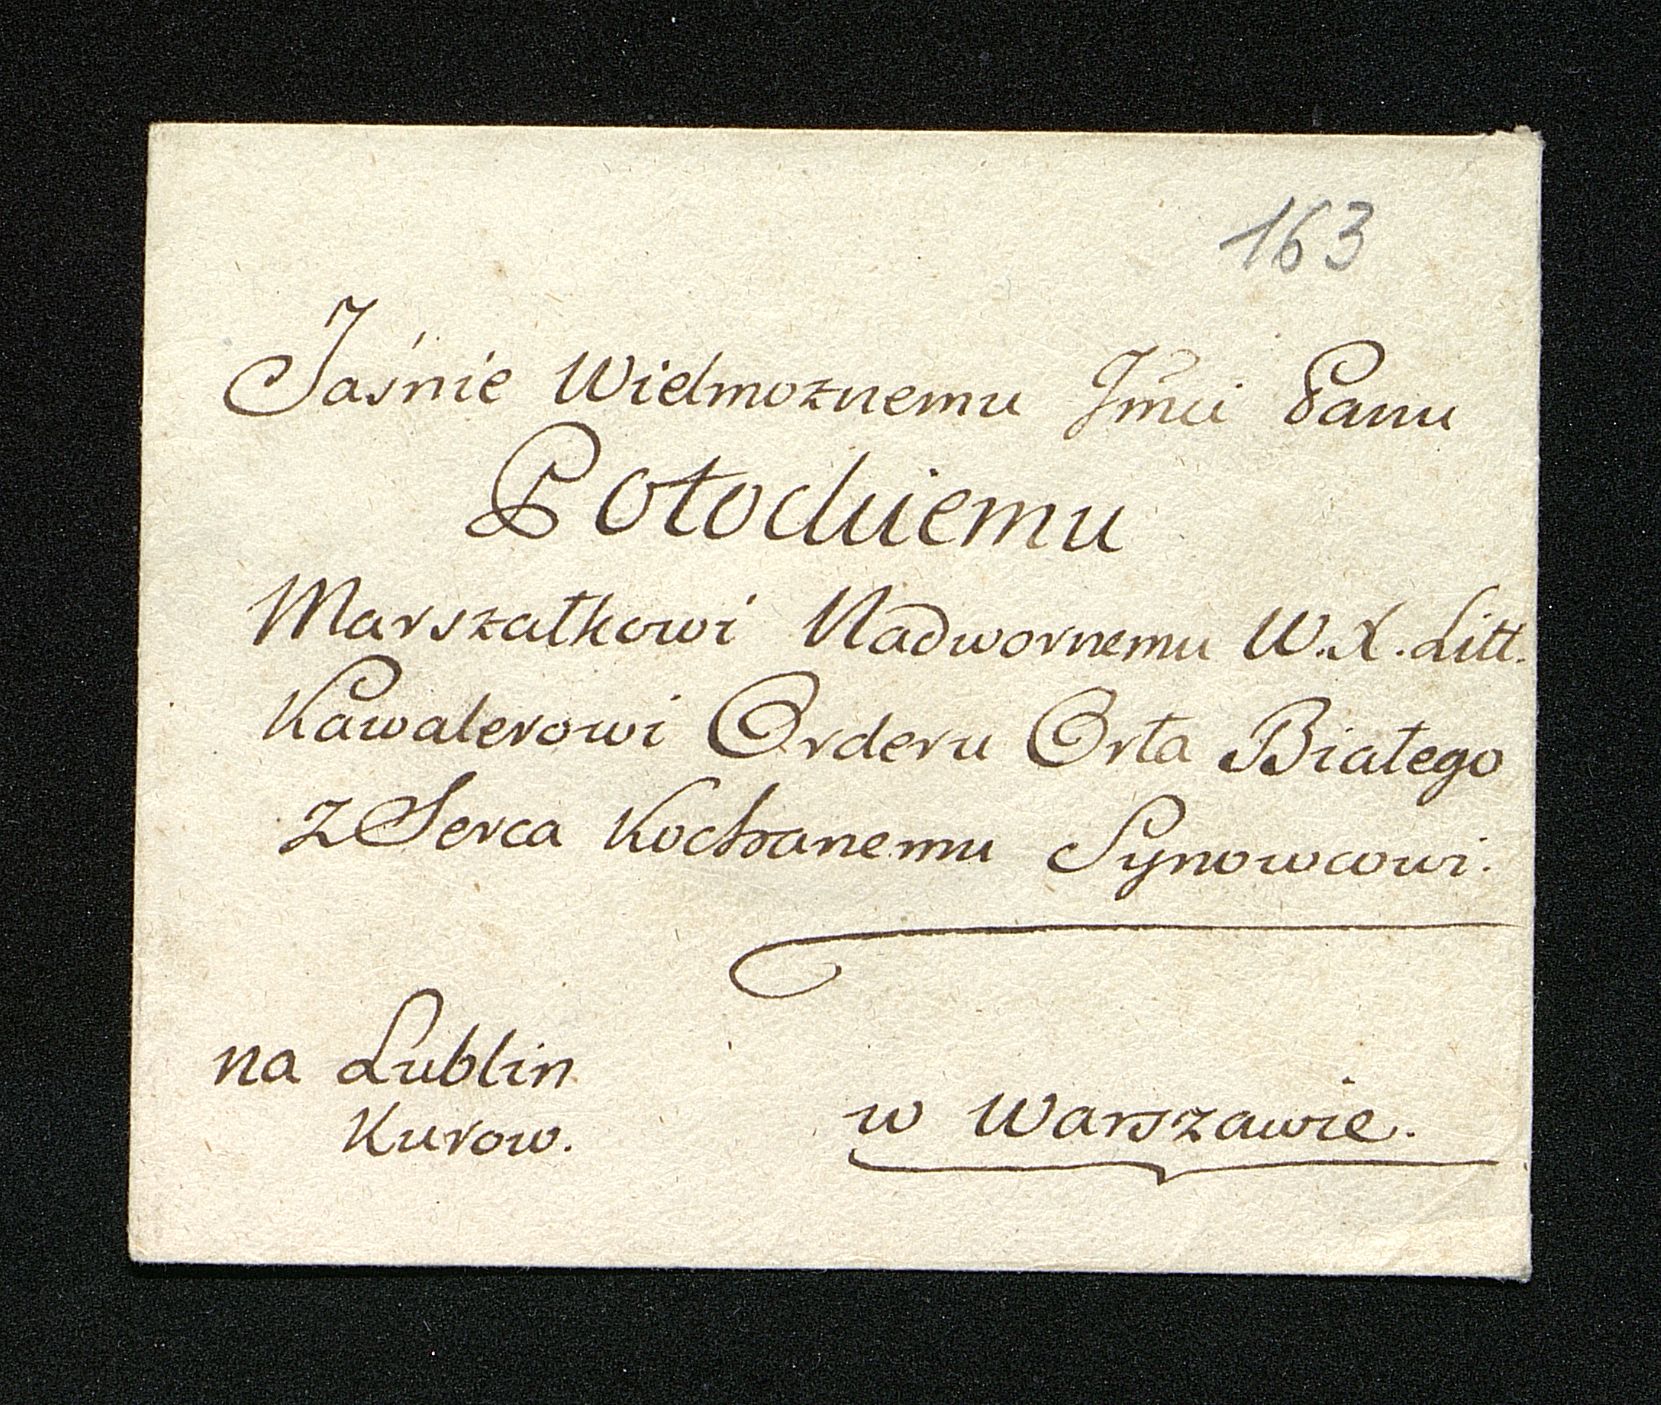 163
Jaśnie Wielmożnemu Jmci Panu
Potockiemu
Marszałkowi Nadwornemu W.X.Litt.
Kawalerowi Orderu Orła Białego
z Serca Kochanemu Synowcowi.
na Lublin
Kurow.
w Warszawie.